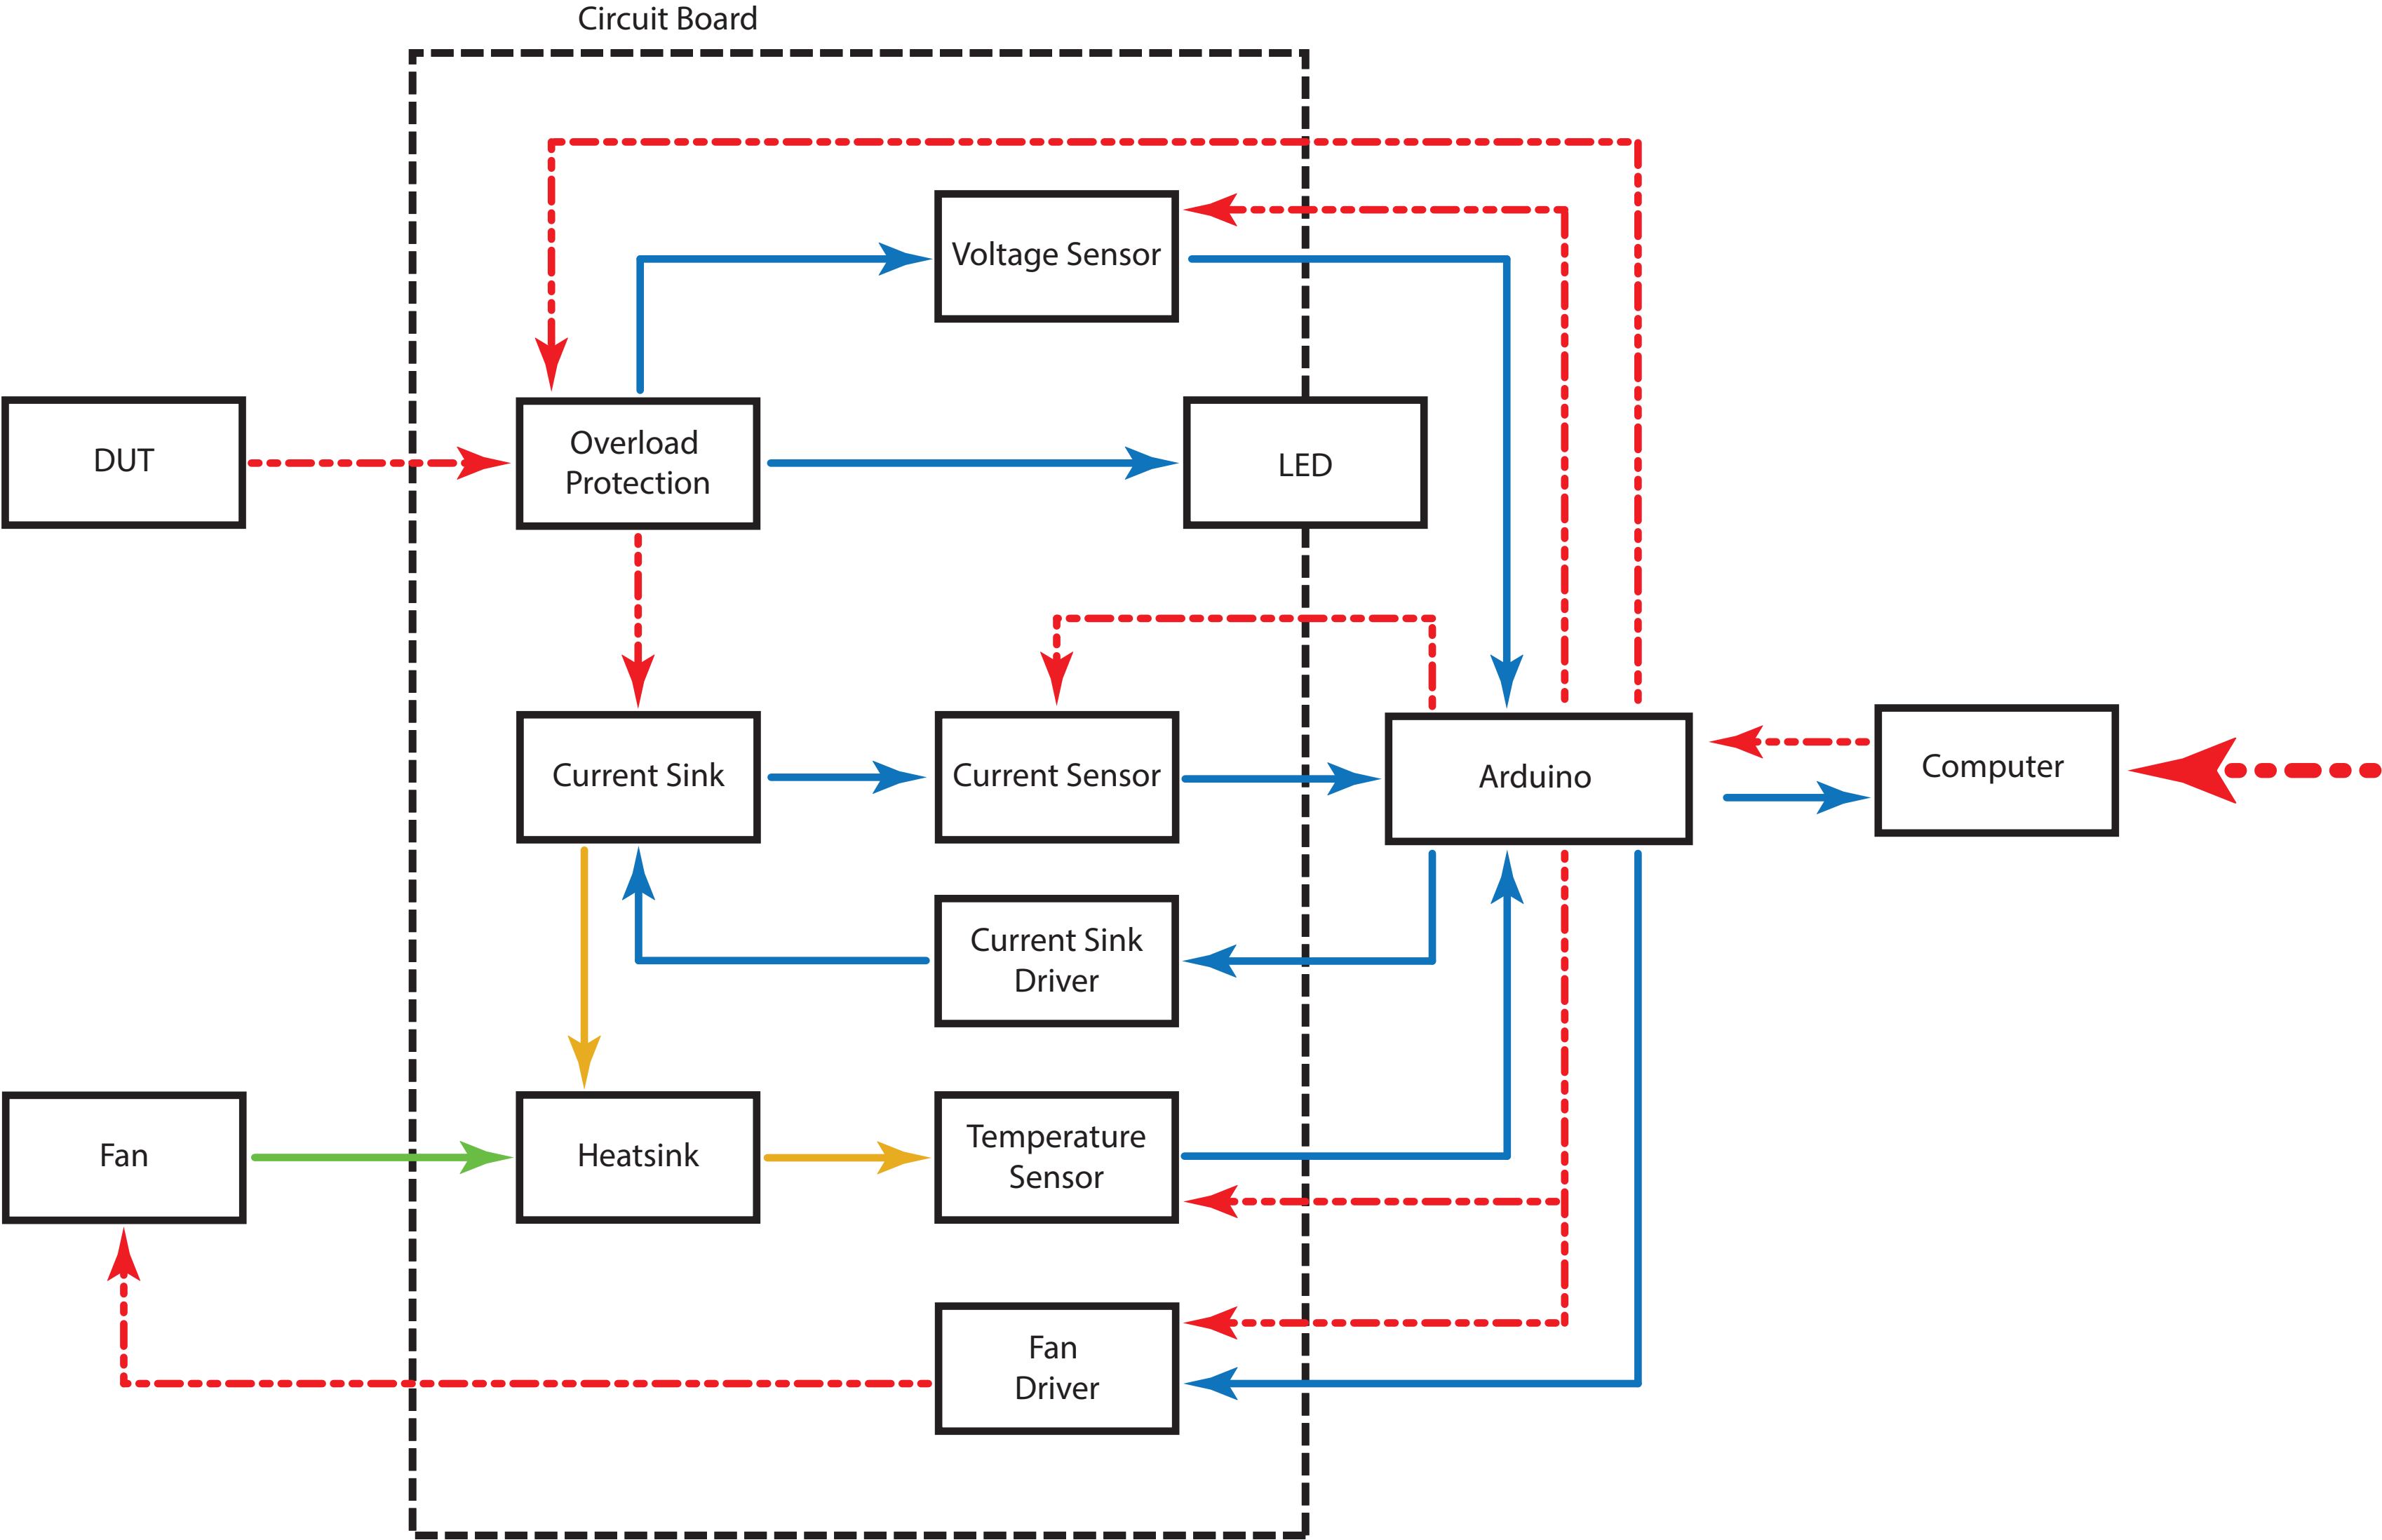 Circuit Board
Voltage Sensor
DUT
Overload
Protection
LED
Current Sink
Current Sensor
Arduino
Computer
Current Sink
Driver
Fan
Heatsink
Temperature
Sensor
Fan
Driver